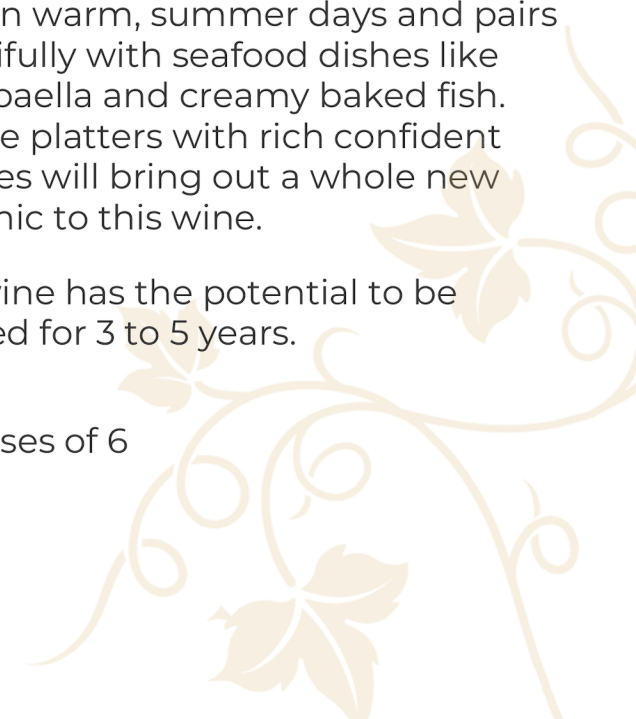 n warm, summer days and pairs
ifully with seafood dishes like
paella and creamy baked fish.
e platters with rich confident
es will bring out a whole new
nic to this wine.
ine has the potential to be
ed for 3 to 5 years.
ses of 6